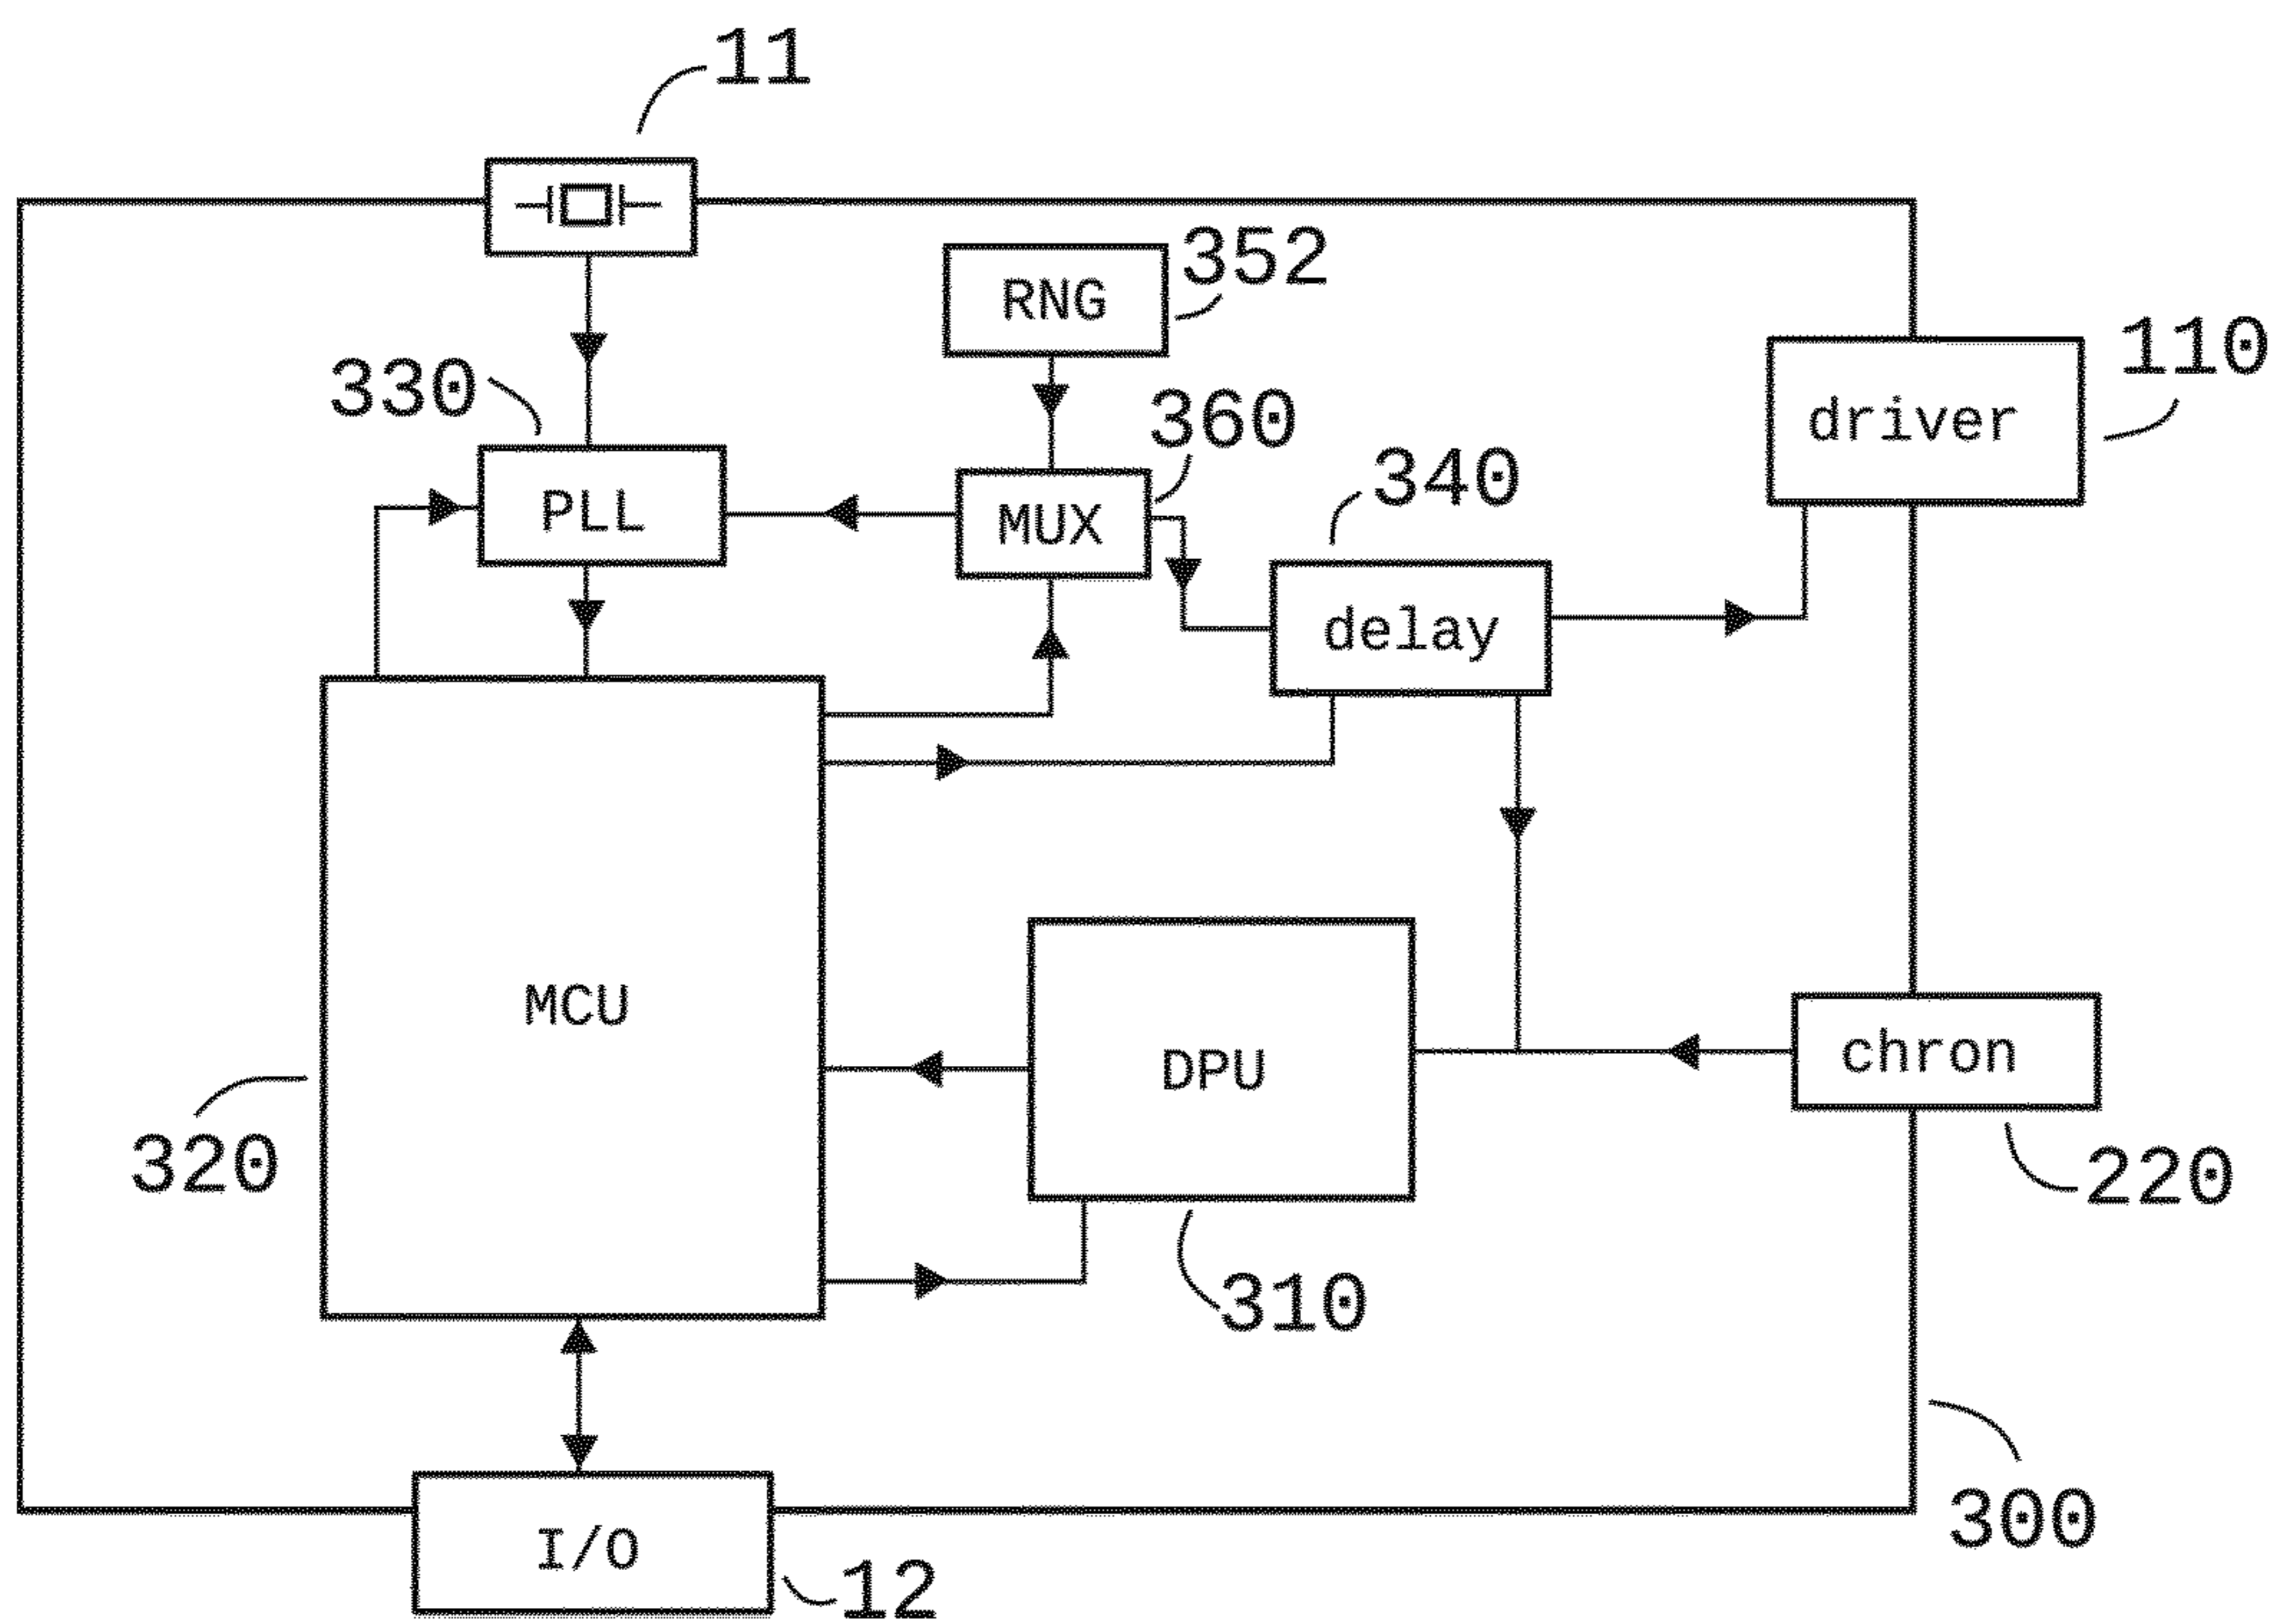 11
RNG
352
330
360
110
driver
340
PLL
MUX
delay
MCU
DPU
chron
320
220
310
300
I/O
12